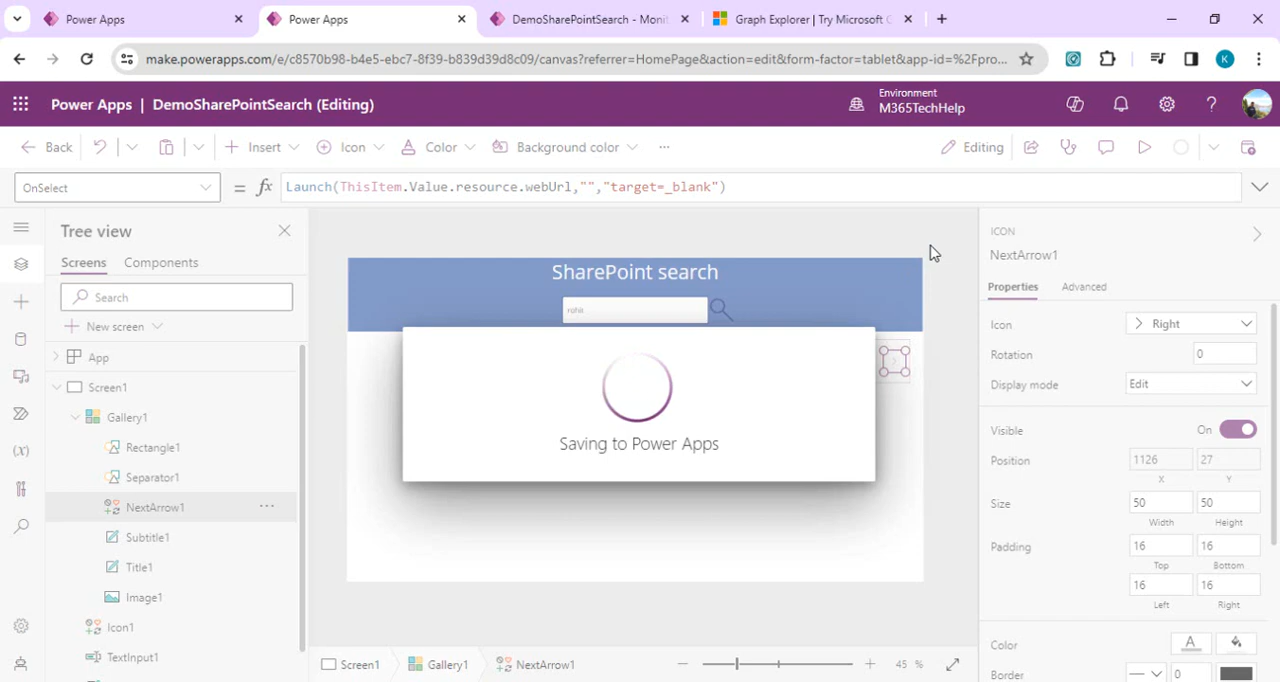 Power Apps
Power Apps
DemoSharePointSearch - Moni
Graph Explorer | Try Microsoft
make.powerapps.com/e/c8570b98-b4e5-ebc7-8f39-b839d39d8c09/canvas?referrer=HomePage&action=edit&form-factor=tablet&app-id=%2Fpro...
K
Power Apps | DemoSharePointSearch (Editing)
Environment
M365TechHelp
Back
Insert
Icon
Color
Background color
Editing
OnSelect
= fx Launch(ThisItem.Value.resource.webUrl,"","target=_blank")
Tree view
Screens
Components
Search
New screen
App
Screen1
Gallery1
Rectangle1
Separator1
NextArrow1
Subtitle1
Title1
Image1
Icon1
TextInput1
SharePoint search
rohit
Saving to Power Apps
Screen1
Gallery1
NextArrow1
45 %
ICON
NextArrow1
Properties
Advanced
Icon
Right
Rotation
0
Display mode
Edit
Visible
On
Position
1126
27
X
Y
Size
50
50
Width
Height
Padding
16
16
Top
Bottom
16
16
Left
Right
Color
A
Border
0